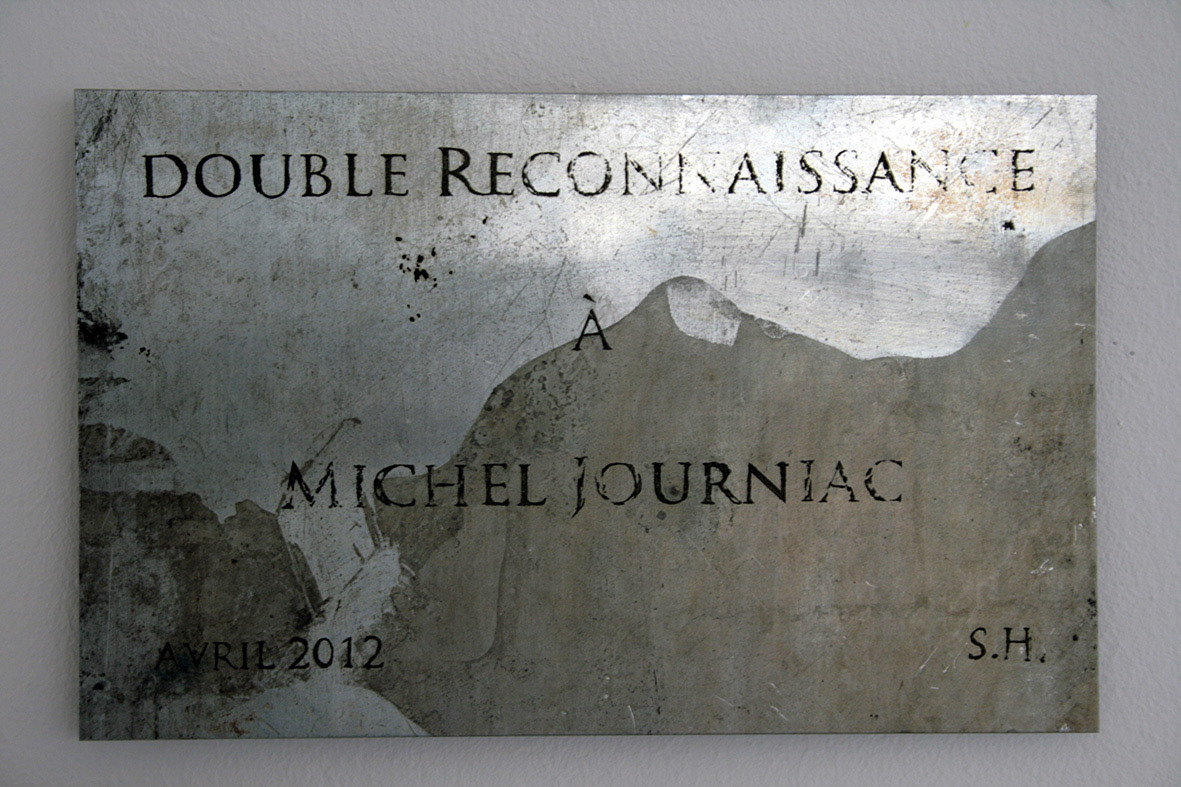 DOUBLE RECONNAISSANCE
À
MICHEL JOURNIAC
AVRIL 2012
S.H.